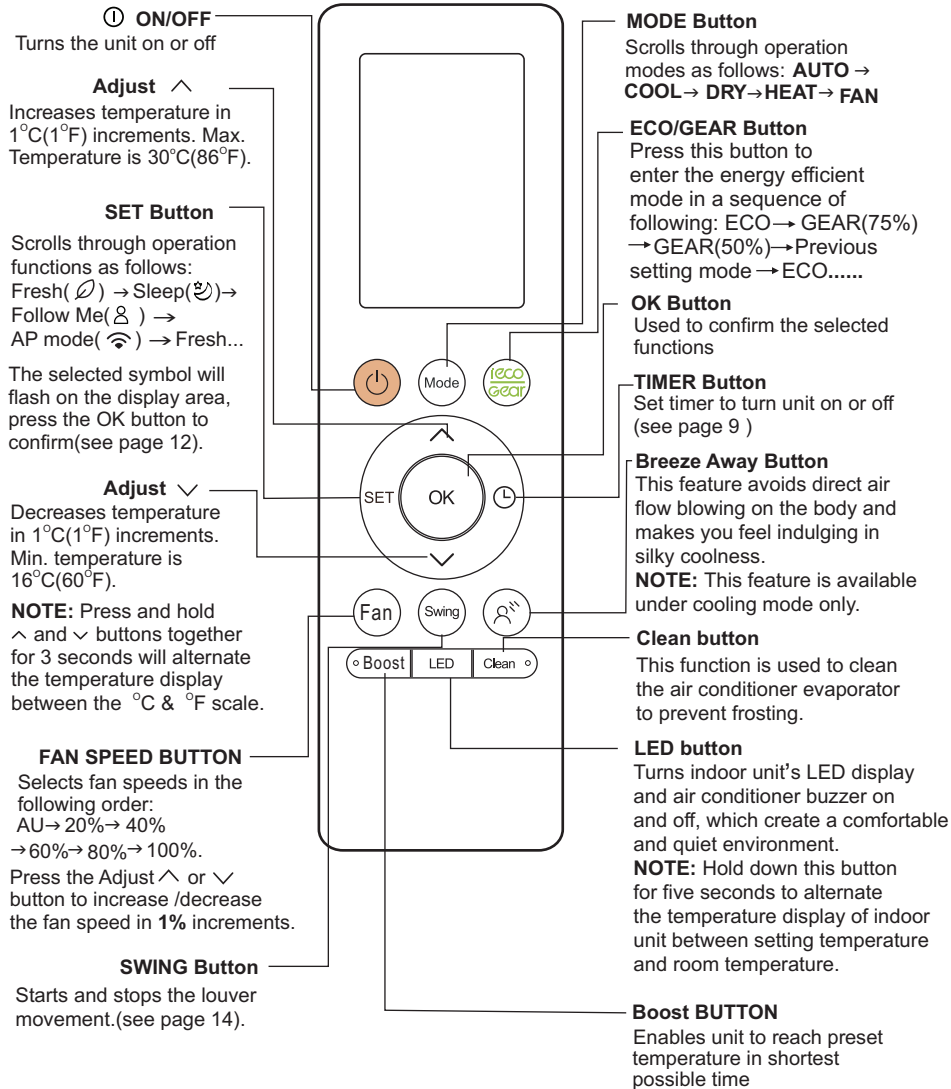 ON/OFF
Turns the unit on or off
Adjust ∧
Increases temperature in
1°C(1°F) increments. Max.
Temperature is 30°C(86°F).
SET Button
Scrolls through operation
functions as follows:
Fresh( ) → Sleep( )→
Follow Me( ) →
AP mode( ) → Fresh...
The selected symbol will
flash on the display area,
press the OK button to
confirm(see page 12).
Adjust ∨
Decreases temperature
in 1°C(1°F) increments.
Min. temperature is
16°C(60°F).
NOTE: Press and hold
∧ and ∨ buttons together
for 3 seconds will alternate
the temperature display
between the °C & °F scale.
FAN SPEED BUTTON
Selects fan speeds in the
following order:
AU→ 20%→ 40%
→60%→ 80%→100%.
Press the Adjust ∧ or ∨
button to increase /decrease
the fan speed in 1% increments.
SWING Button
Starts and stops the louver
movement.(see page 14).
Mode
reco
Gear
SET
OK
Fan
Swing
Boost
LED
Clean
MODE Button
Scrolls through operation
modes as follows: AUTO →
COOL→ DRY→HEAT→ FAN
ECO/GEAR Button
Press this button to
enter the energy efficient
mode in a sequence of
following: ECO→ GEAR(75%)
→GEAR(50%)→Previous
setting mode →ECO......
OK Button
Used to confirm the selected
functions
TIMER Button
Set timer to turn unit on or off
(see page 9 )
Breeze Away Button
This feature avoids direct air
flow blowing on the body and
makes you feel indulging in
silky coolness.
NOTE: This feature is available
under cooling mode only.
Clean button
This function is used to clean
the air conditioner evaporator
to prevent frosting.
LED button
Turns indoor unit's LED display
and air conditioner buzzer on
and off, which create a comfortable
and quiet environment.
NOTE: Hold down this button
for five seconds to alternate
the temperature display of indoor
unit between setting temperature
and room temperature.
Boost BUTTON
Enables unit to reach preset
temperature in shortest
possible time